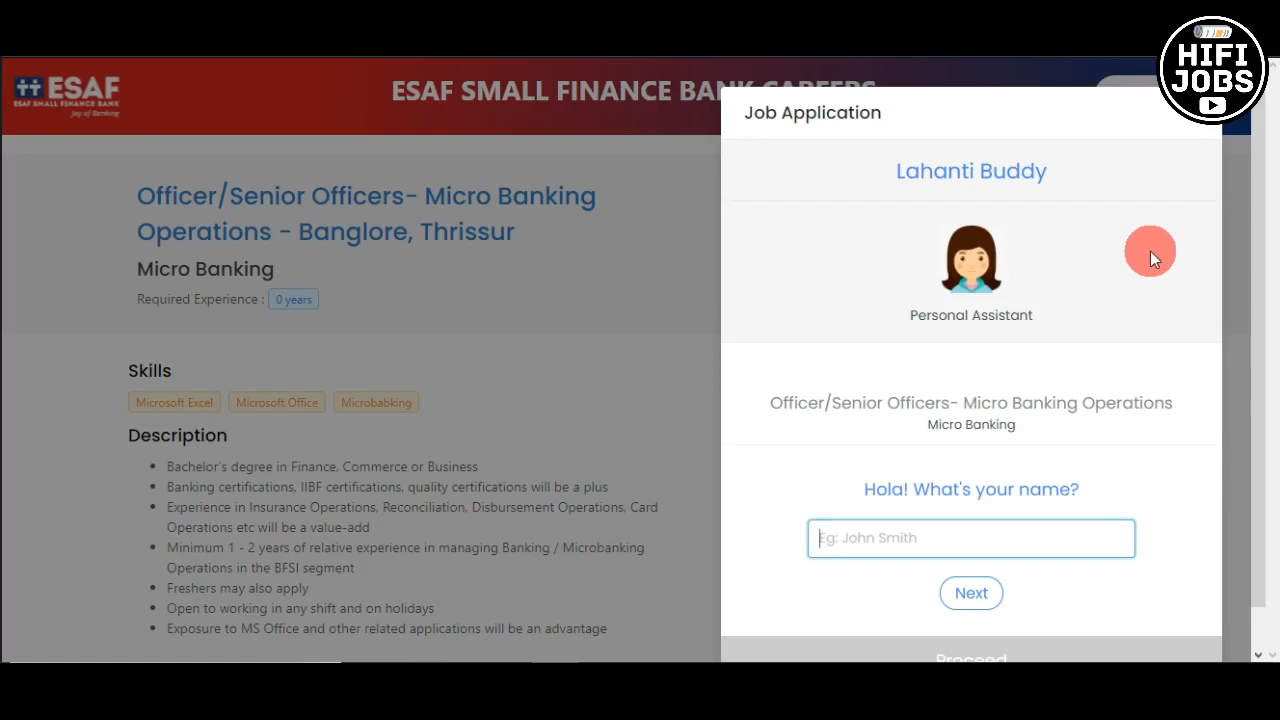 HIFI
JOBS
ESAF
ESAF SMALL FINANCE BANK
Joy of Banking
ESAF SMALL FINANCE BANK CAREERS
Officer/Senior Officers- Micro Banking
Operations - Banglore, Thrissur
Micro Banking
Required Experience : 0 years
Skills
Microsoft Excel Microsoft Office Microbabking
Description
• Bachelor's degree in Finance, Commerce or Business
• Banking certifications, IIBF certifications, quality certifications will be a plus
• Experience in Insurance Operations, Reconciliation, Disbursement Operations, Card
Operations etc will be a value-add
• Minimum 1 - 2 years of relative experience in managing Banking / Microbanking
Operations in the BFSI segment
• Freshers may also apply
• Open to working in any shift and on holidays
• Exposure to MS Office and other related applications will be an advantage
Job Application
Lahanti Buddy
Personal Assistant
Officer/Senior Officers- Micro Banking Operations
Micro Banking
Hola! What's your name?
Eg: John Smith
Next
Proceed